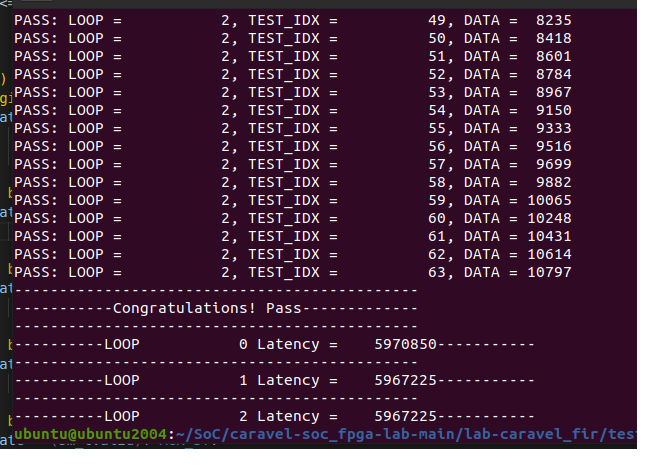 PASS: LOOP =           2, TEST_IDX =          49, DATA =  8235
PASS: LOOP =           2, TEST_IDX =          50, DATA =  8418
PASS: LOOP =           2, TEST_IDX =          51, DATA =  8601
PASS: LOOP =           2, TEST_IDX =          52, DATA =  8784
PASS: LOOP =           2, TEST_IDX =          53, DATA =  8967
PASS: LOOP =           2, TEST_IDX =          54, DATA =  9150
PASS: LOOP =           2, TEST_IDX =          55, DATA =  9333
PASS: LOOP =           2, TEST_IDX =          56, DATA =  9516
PASS: LOOP =           2, TEST_IDX =          57, DATA =  9699
PASS: LOOP =           2, TEST_IDX =          58, DATA =  9882
PASS: LOOP =           2, TEST_IDX =          59, DATA = 10065
PASS: LOOP =           2, TEST_IDX =          60, DATA = 10248
PASS: LOOP =           2, TEST_IDX =          61, DATA = 10431
PASS: LOOP =           2, TEST_IDX =          62, DATA = 10614
PASS: LOOP =           2, TEST_IDX =          63, DATA = 10797
---------------------------------------------
-----------Congratulations! Pass-------------
---------------------------------------------
----------LOOP           0 Latency =    5970850-----------
---------------------------------------------
----------LOOP           1 Latency =    5967225-----------
---------------------------------------------
----------LOOP           2 Latency =    5967225-----------
ubuntu@ubuntu2004:~/SoC/caravel-soc_fpga-lab-main/lab-caravel_fir/tes